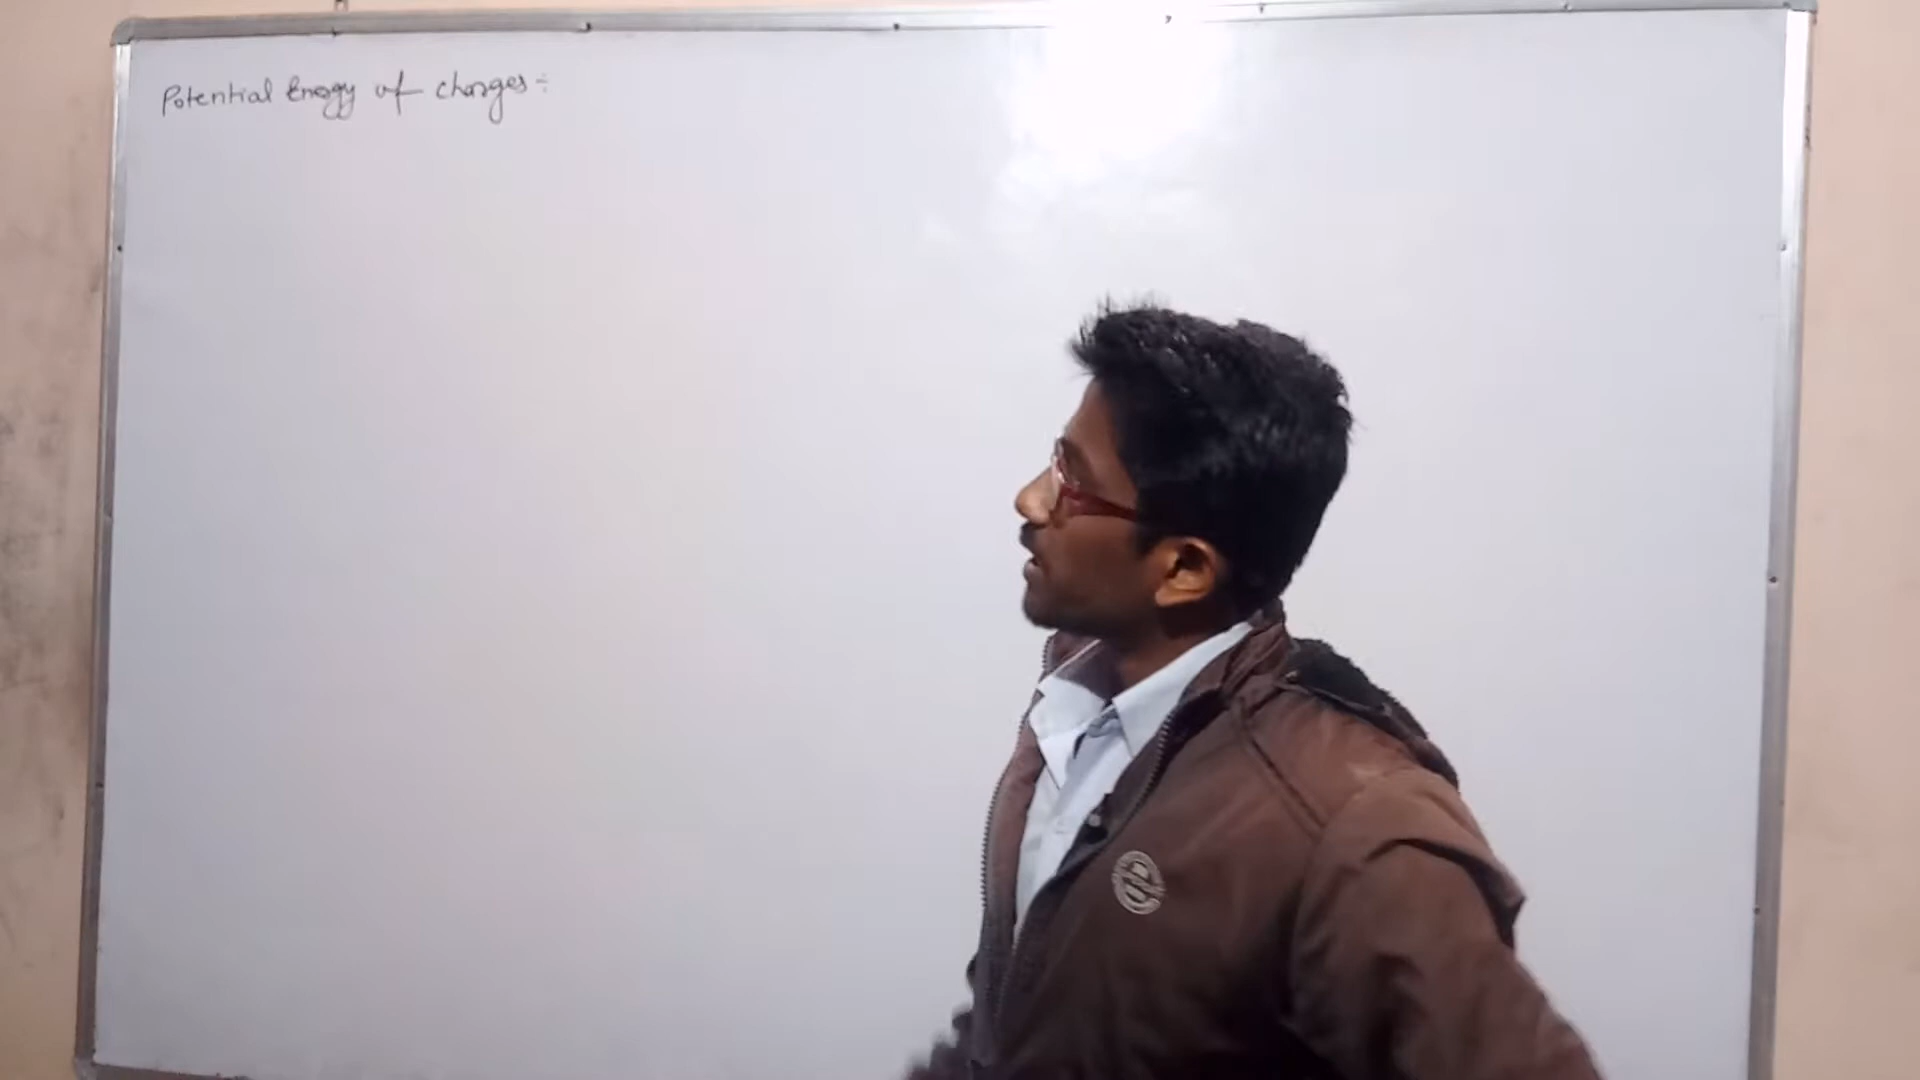 Potential Energy of charges ÷